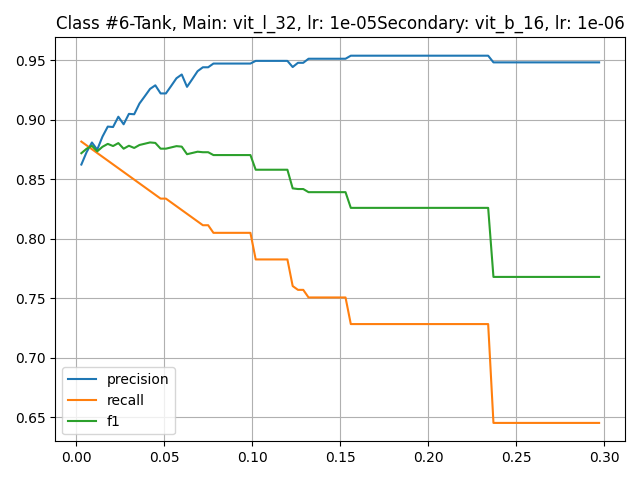 Class #6-Tank, Main: vit_l_32, lr: 1e-05Secondary: vit_b_16, lr: 1e-06
0.95
0.90
0.85
0.80
0.75
0.70
0.65
precision
recall
f1
0.00 0.05 0.10 0.15 0.20 0.25 0.30